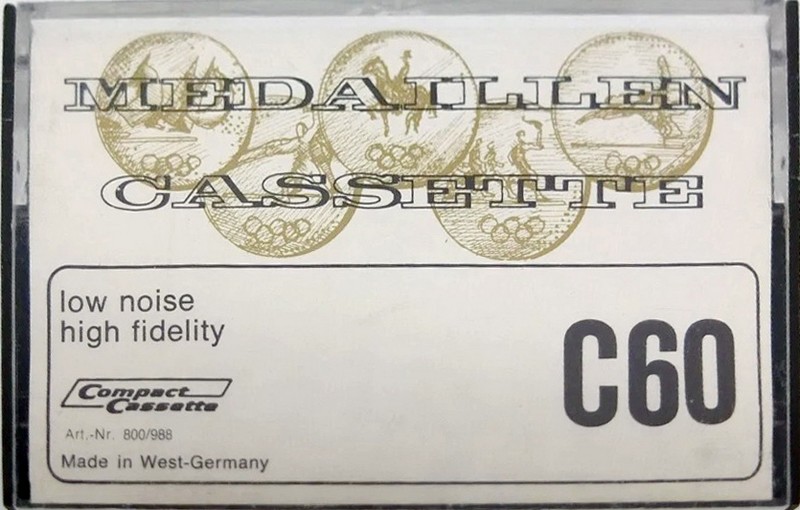 MEDAILLEN
CASSETTE
low noise
high fidelity
C60
Compact
Cassette
Art.-Nr. 800/988
Made in West-Germany